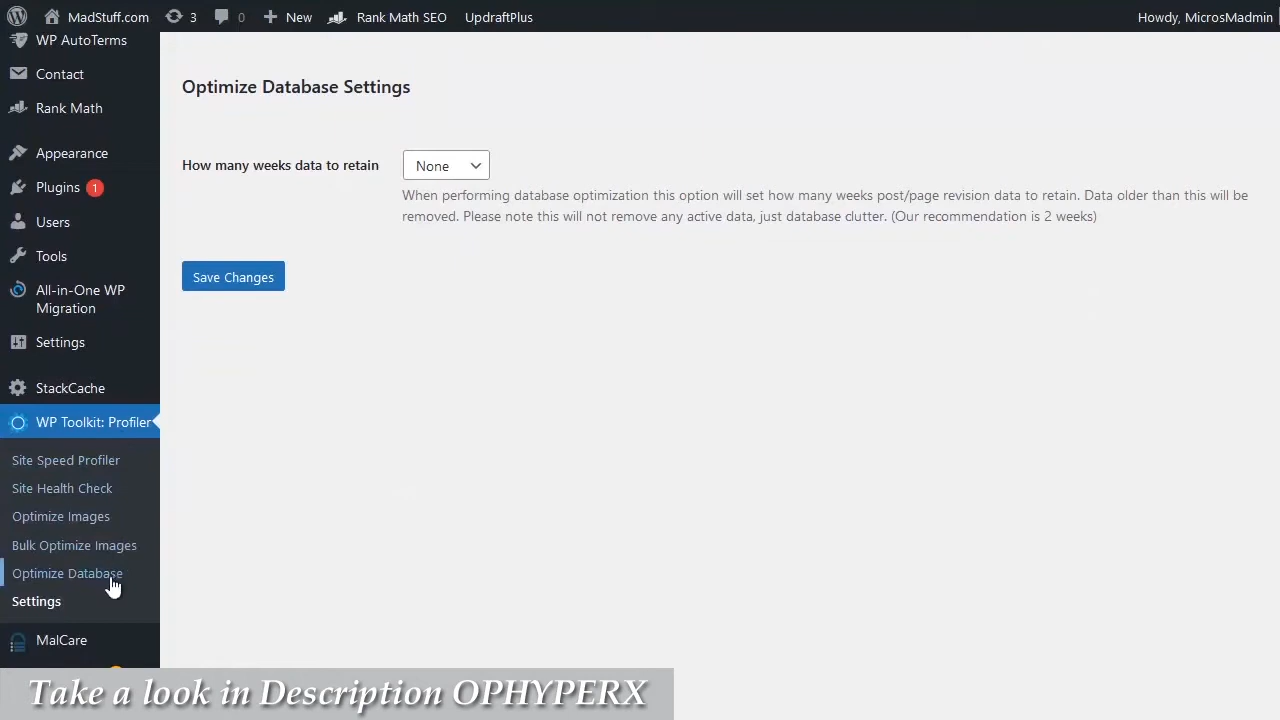 MadStuff.com 3 0 New Rank Math SEO UpdraftPlus Howdy, MicrosMadmin
WP AutoTerms
Contact
Rank Math
Appearance
Plugins 1
Users
Tools
All-in-One WP
Migration
Settings
StackCache
WP Toolkit: Profiler
Site Speed Profiler
Site Health Check
Optimize Images
Bulk Optimize Images
Optimize Database
Settings
MalCare
Optimize Database Settings
How many weeks data to retain None
When performing database optimization this option will set how many weeks post/page revision data to retain. Data older than this will be
removed. Please note this will not remove any active data, just database clutter. (Our recommendation is 2 weeks)
Save Changes
Take a look in Description OPHYPERX